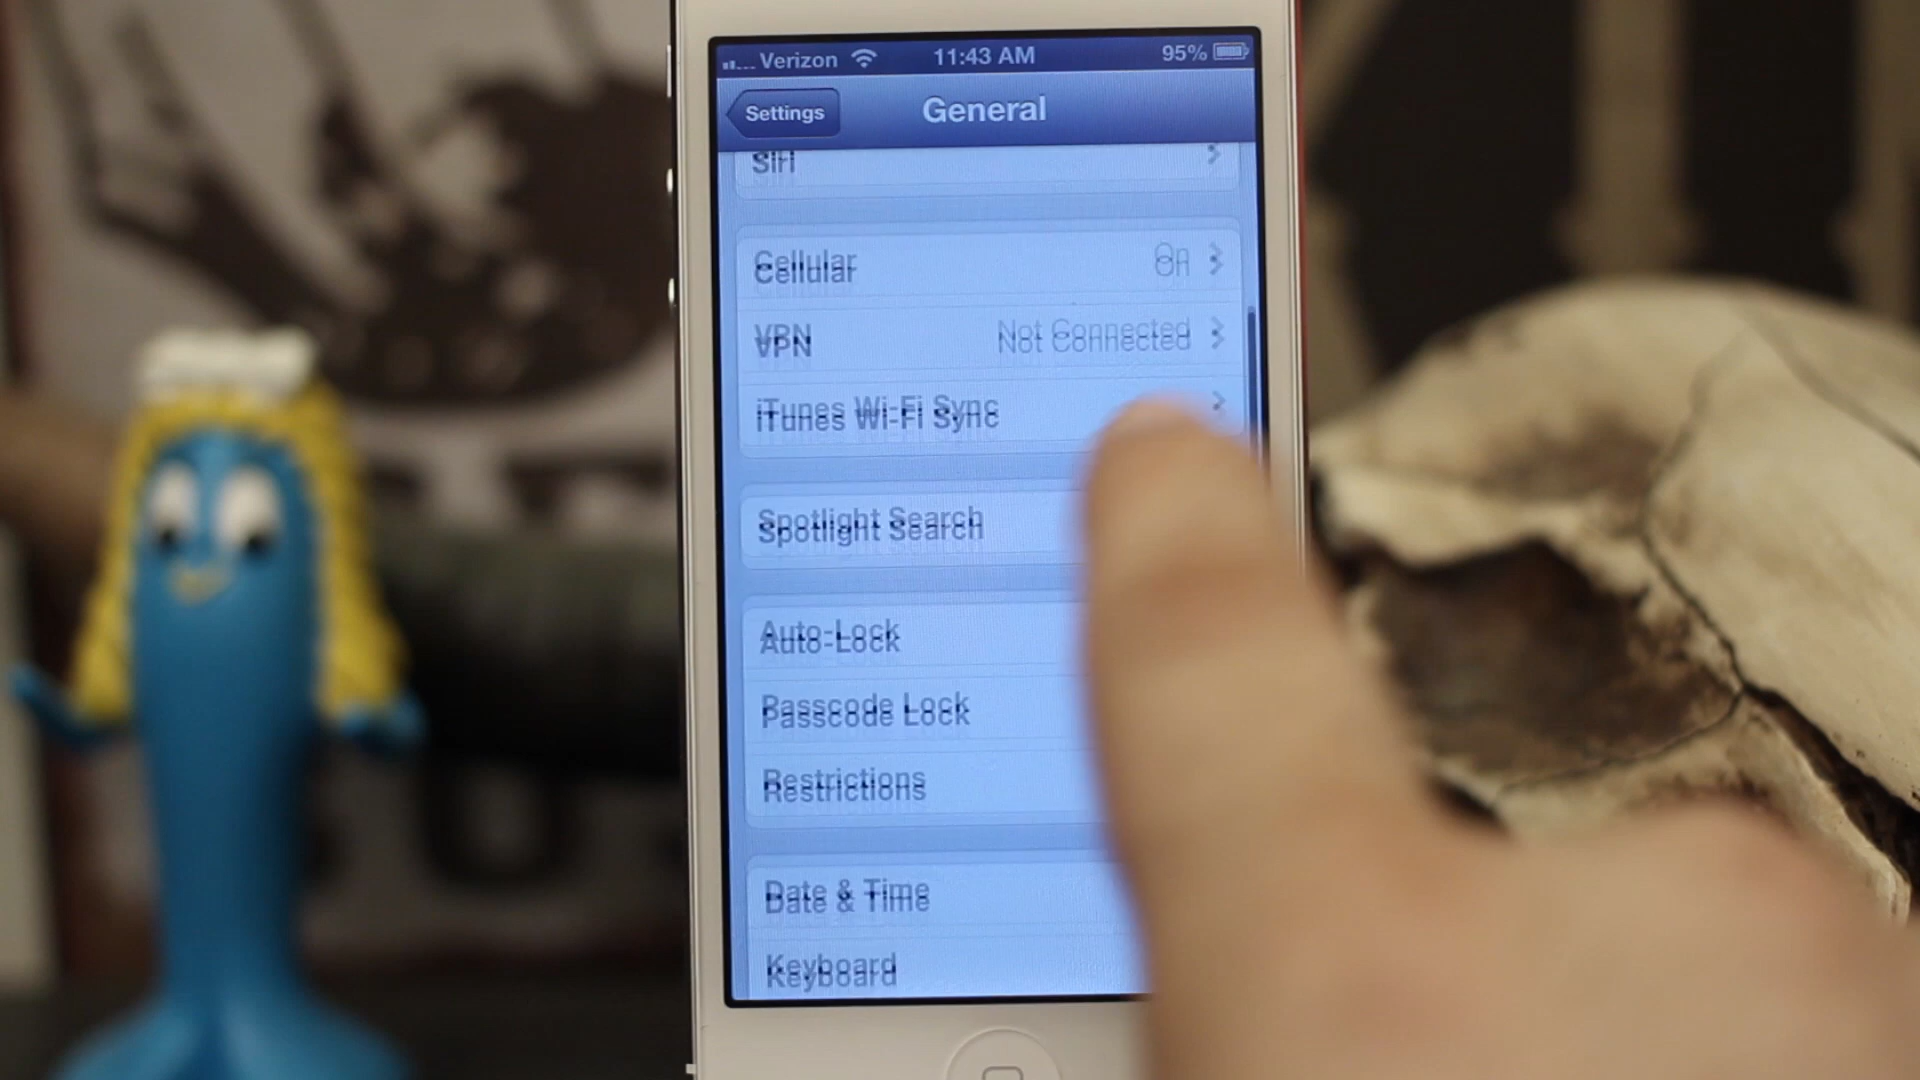 Verizon 11:43 AM 95%
Settings General
Siri
Cellular On
VPN Not Connected
iTunes Wi-Fi Sync
Spotlight Search
Auto-Lock
Passcode Lock
Restrictions
Date & Time
Keyboard